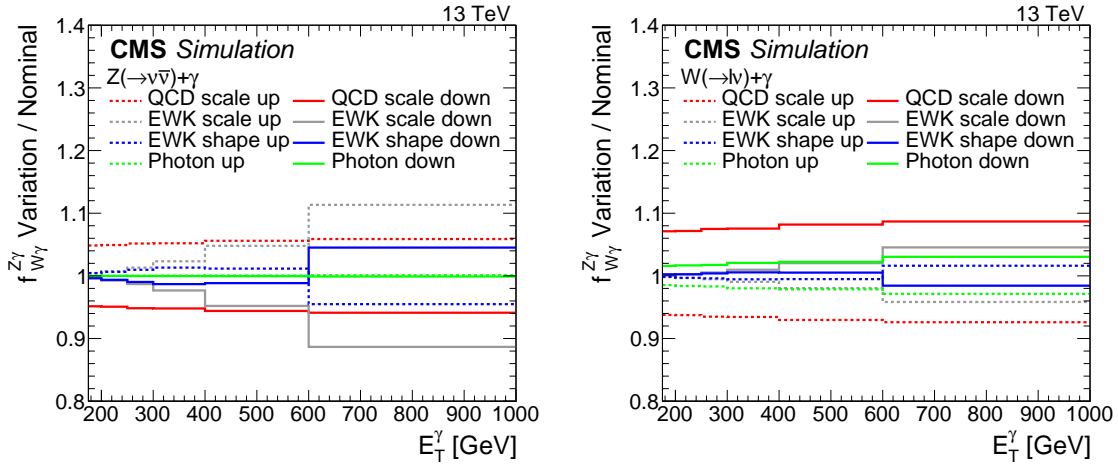 13 TeV
CMS Simulation
Z(→νν̄)+γ
QCD scale up QCD scale down
EWK scale up EWK scale down
EWK shape up EWK shape down
Photon up Photon down
f^{Zγ}_{Wγ} Variation / Nominal
1.4
1.3
1.2
1.1
1
0.9
0.8
200 300 400 500 600 700 800 900 1000
E_T^γ [GeV]
13 TeV
CMS Simulation
W(→lν)+γ
QCD scale up QCD scale down
EWK scale up EWK scale down
EWK shape up EWK shape down
Photon up Photon down
f^{Zγ}_{Wγ} Variation / Nominal
1.4
1.3
1.2
1.1
1
0.9
0.8
200 300 400 500 600 700 800 900 1000
E_T^γ [GeV]